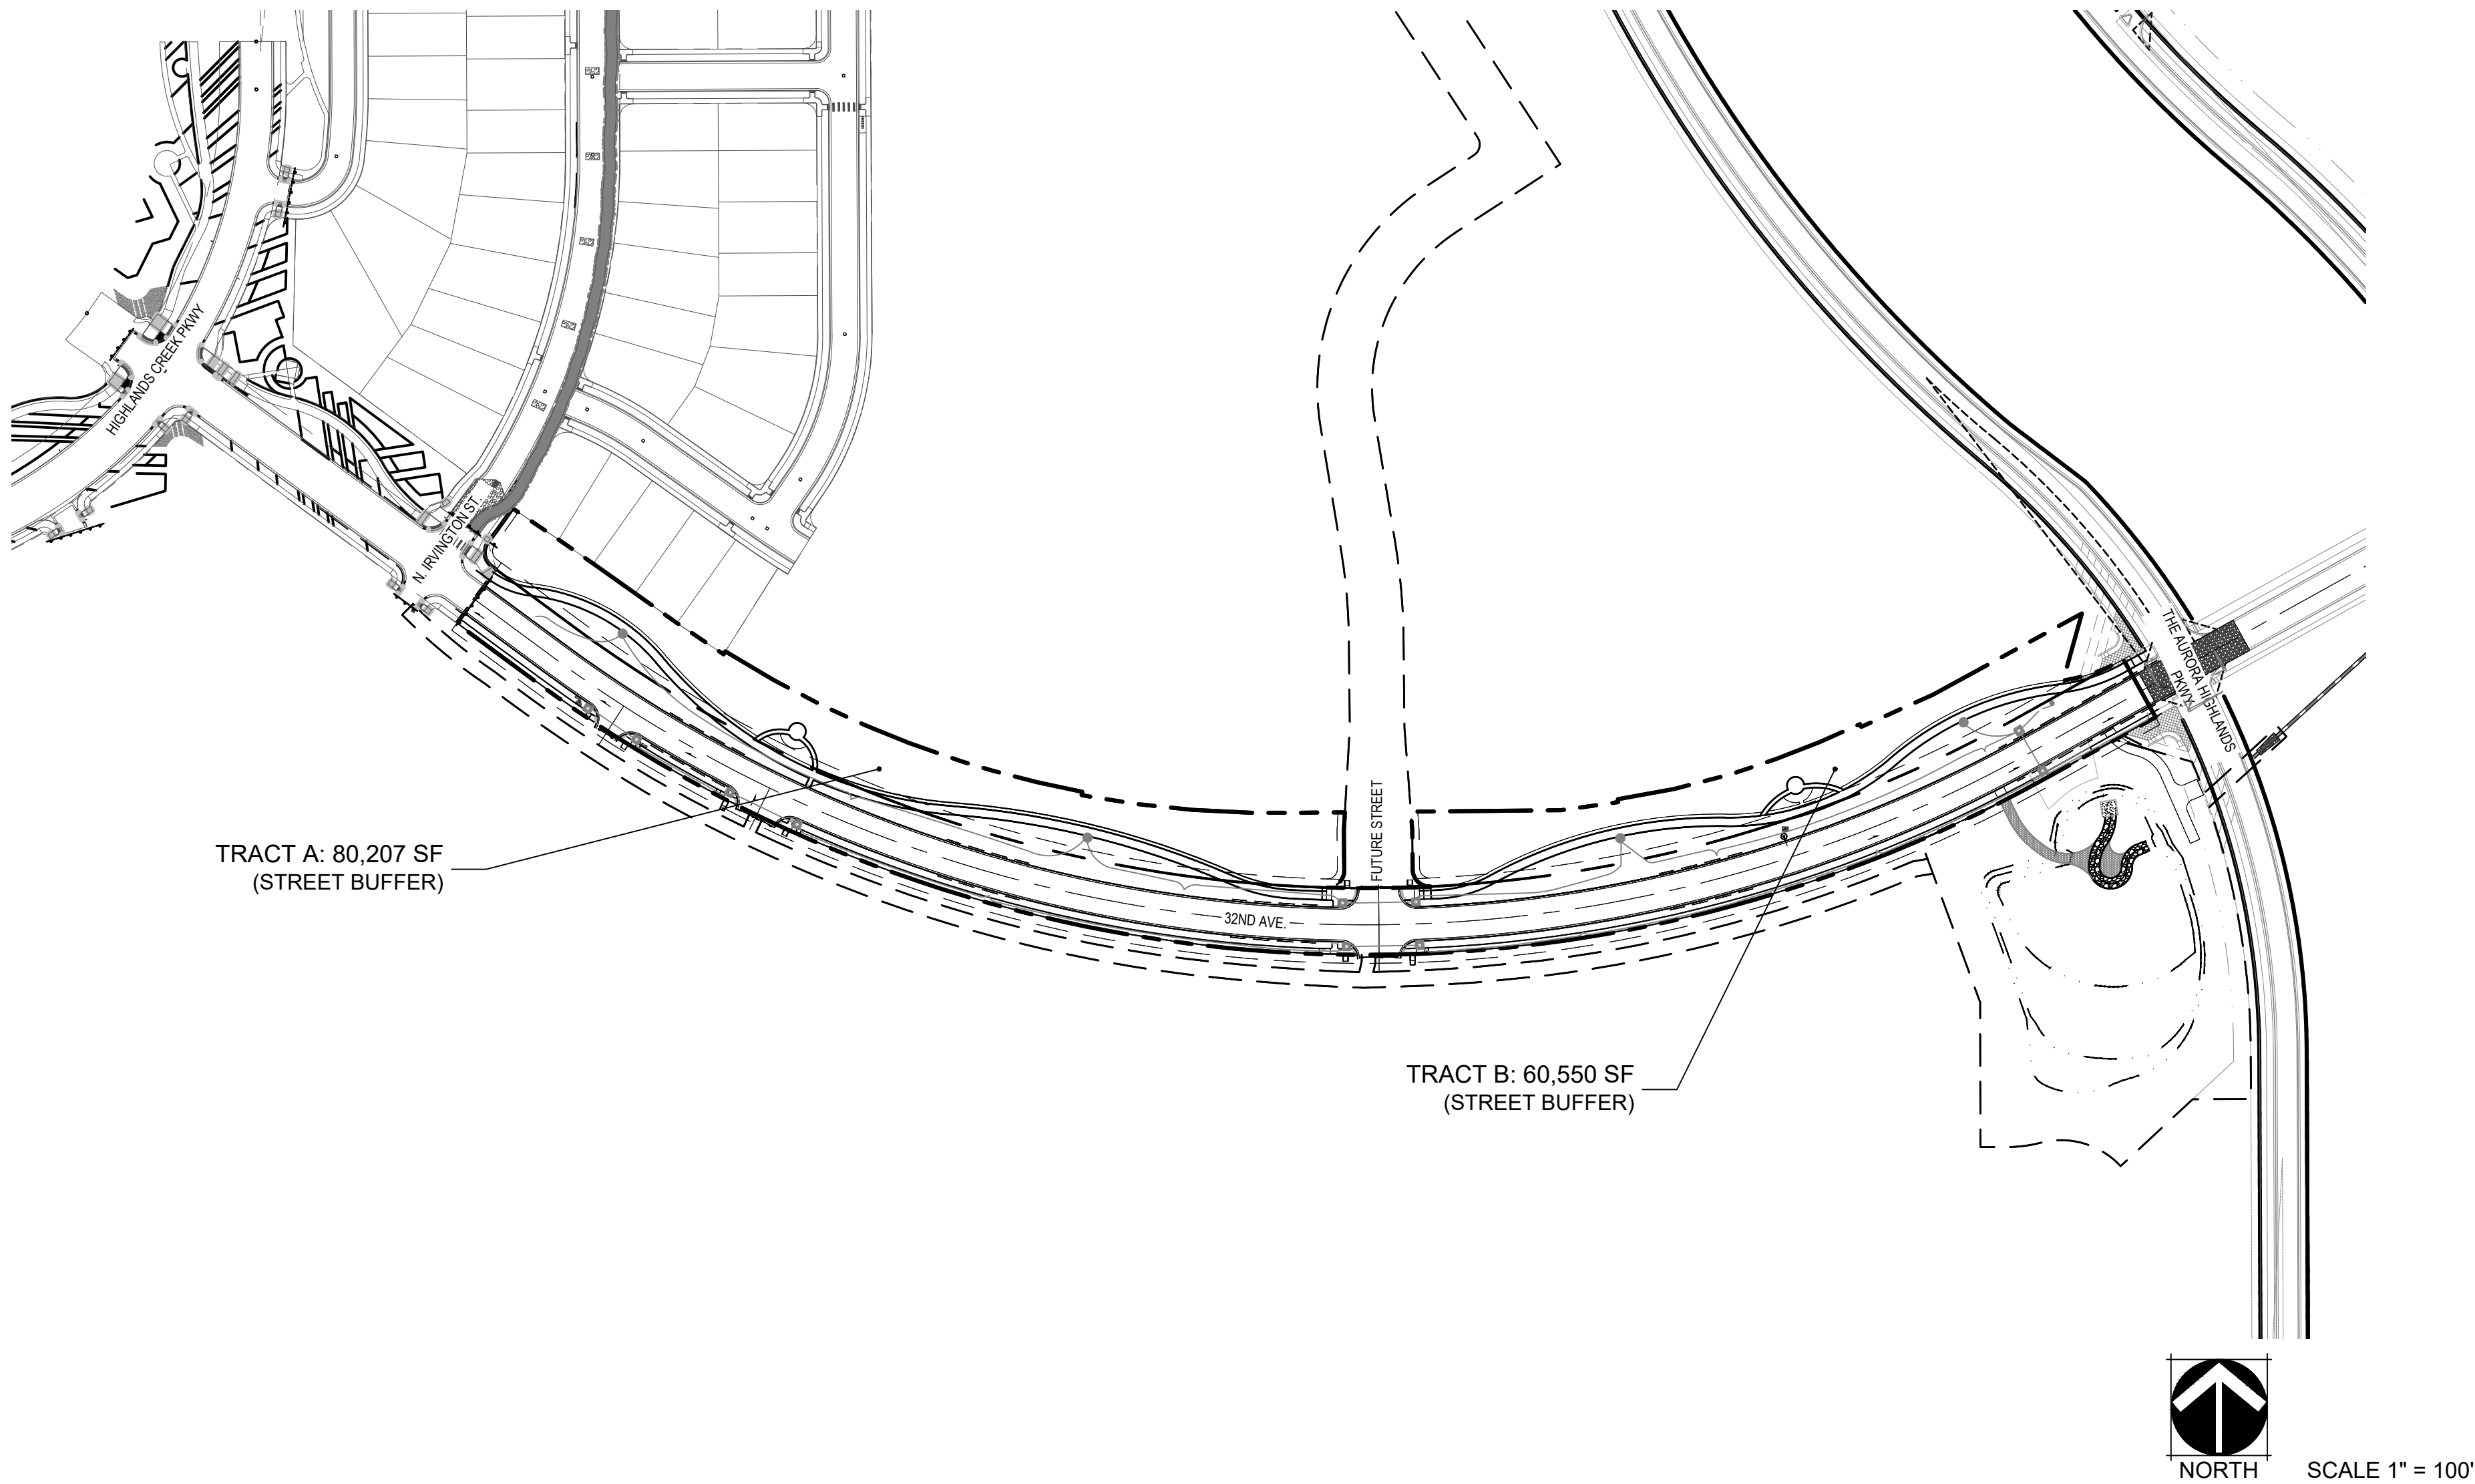 HIGHLANDS CREEK PKWY
N. IRVINGTON ST.
THE AURORA HIGHLANDS
PKWY
FUTURE STREET
TRACT A: 80,207 SF
(STREET BUFFER)
32ND AVE.
TRACT B: 60,550 SF
(STREET BUFFER)
NORTH
SCALE 1" = 100'